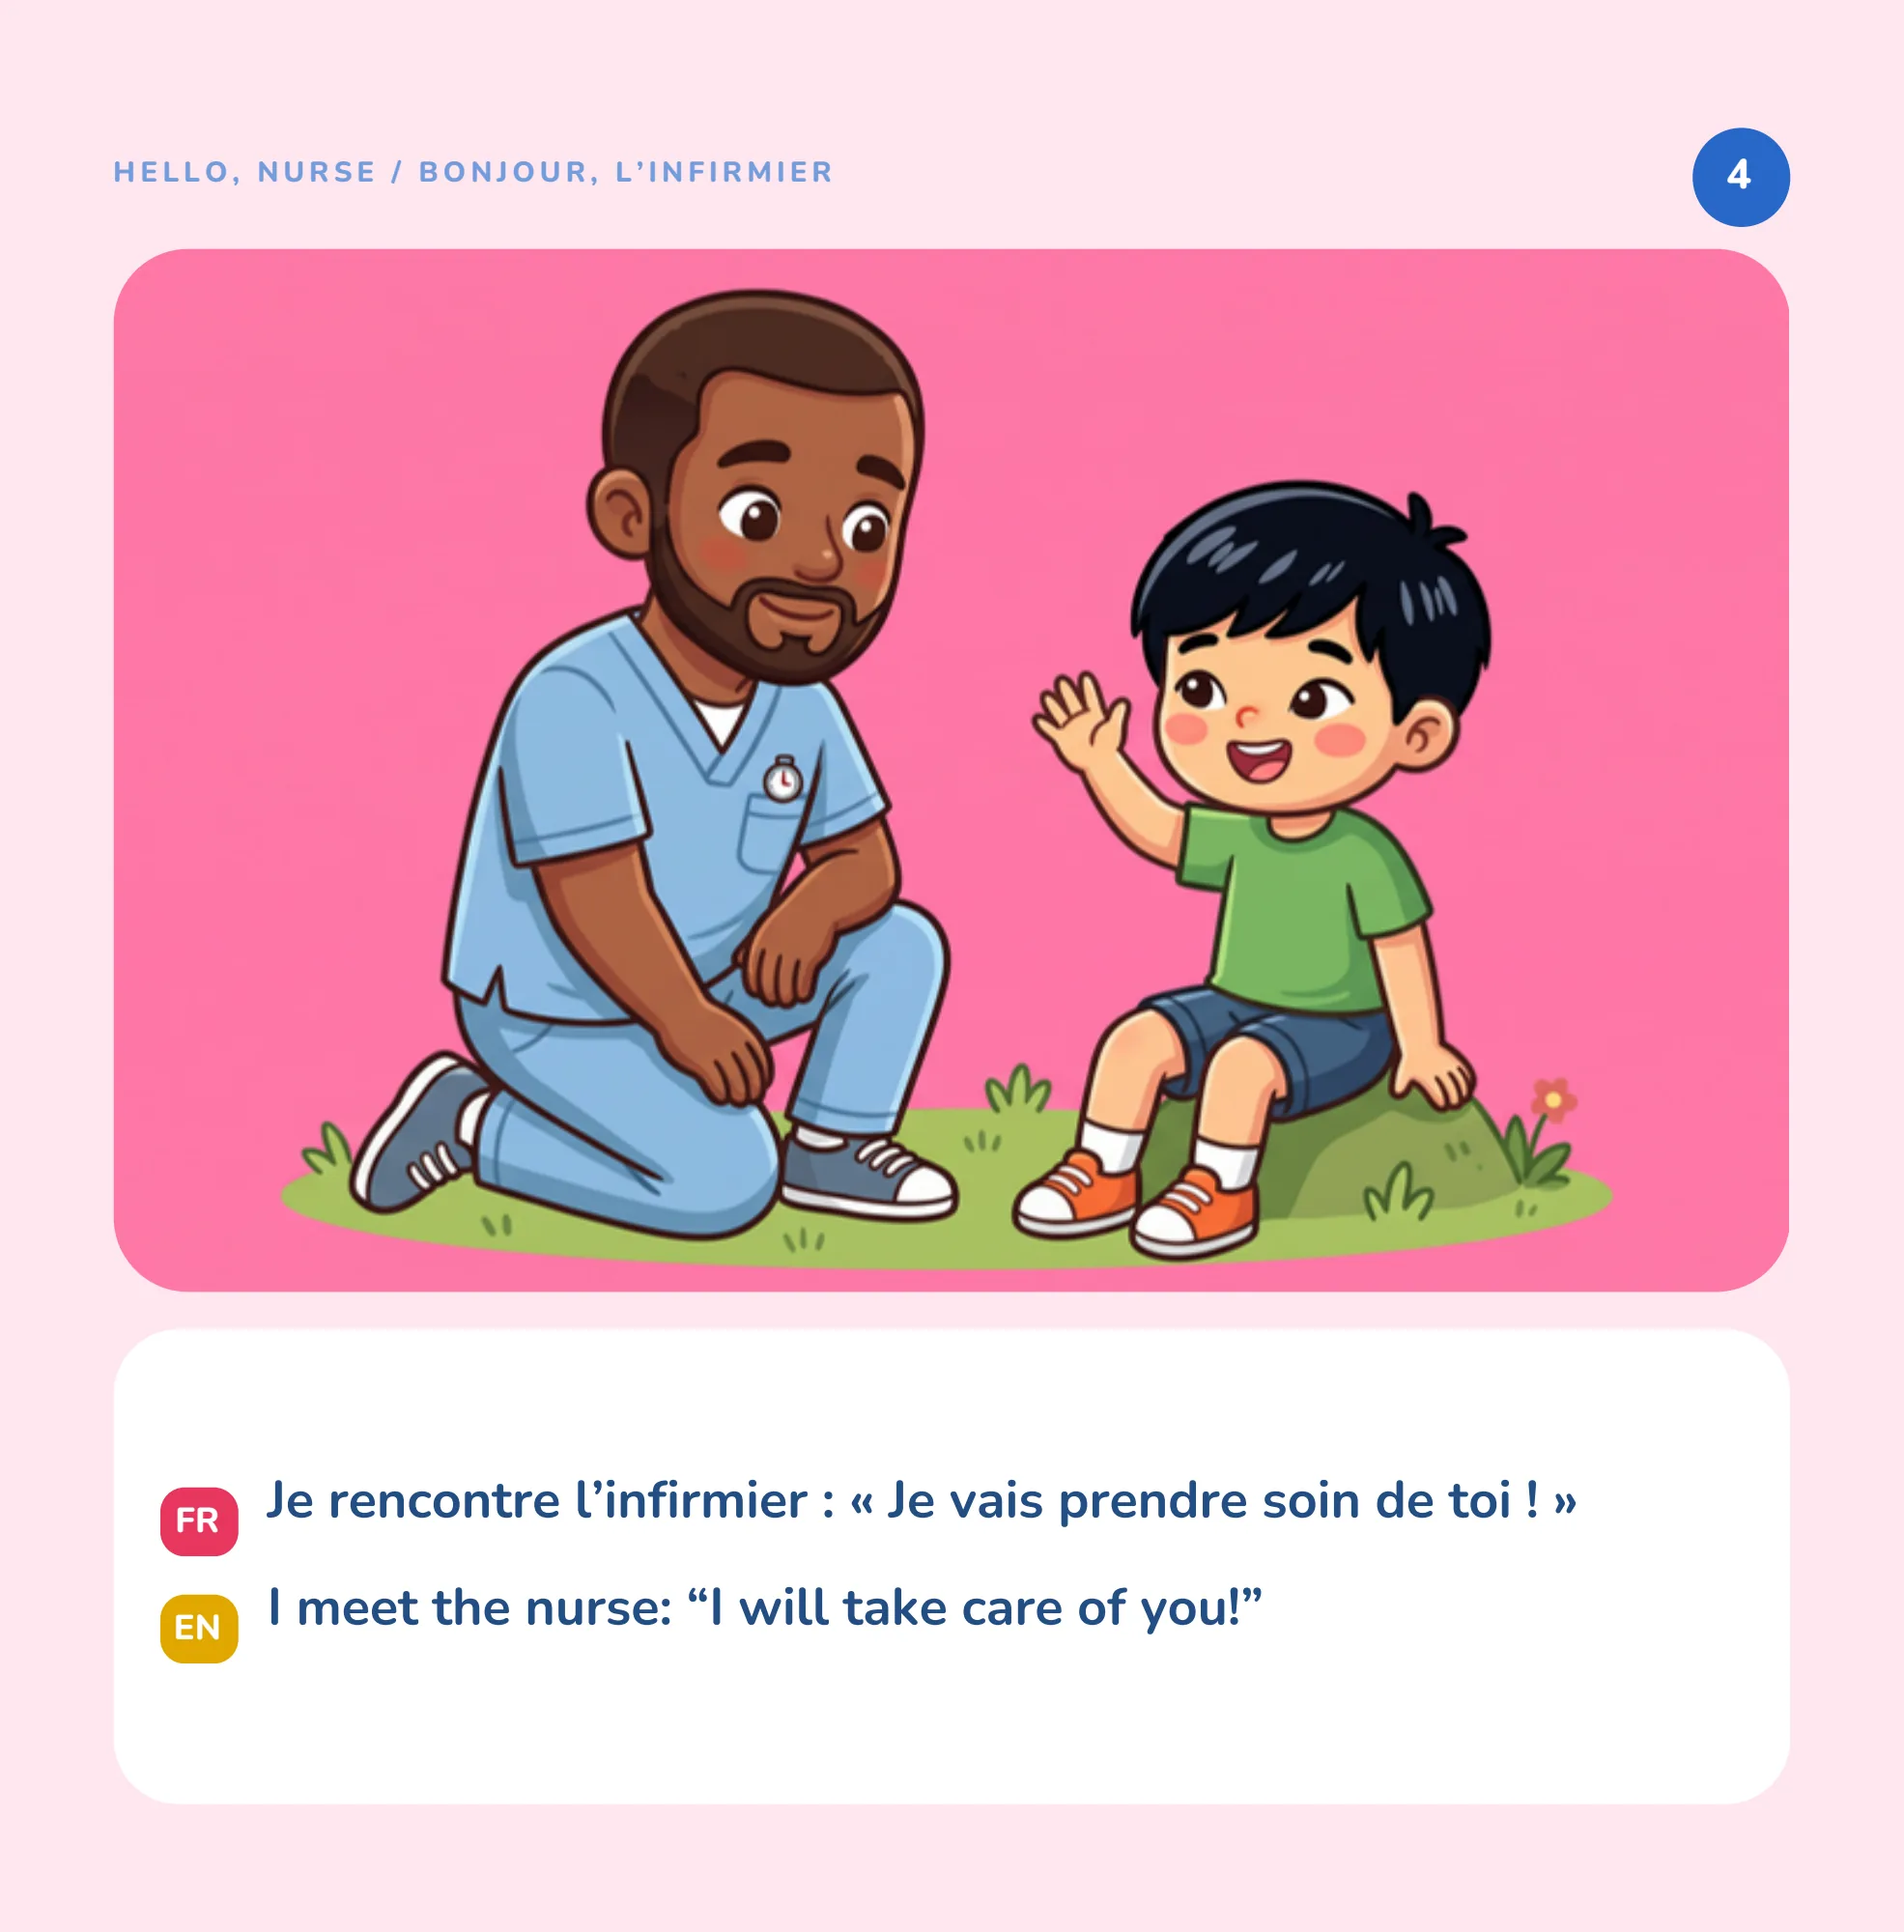 HELLO, NURSE / BONJOUR, L’INFIRMIER
4
FR Je rencontre l’infirmier : « Je vais prendre soin de toi ! »
EN I meet the nurse: “I will take care of you!”